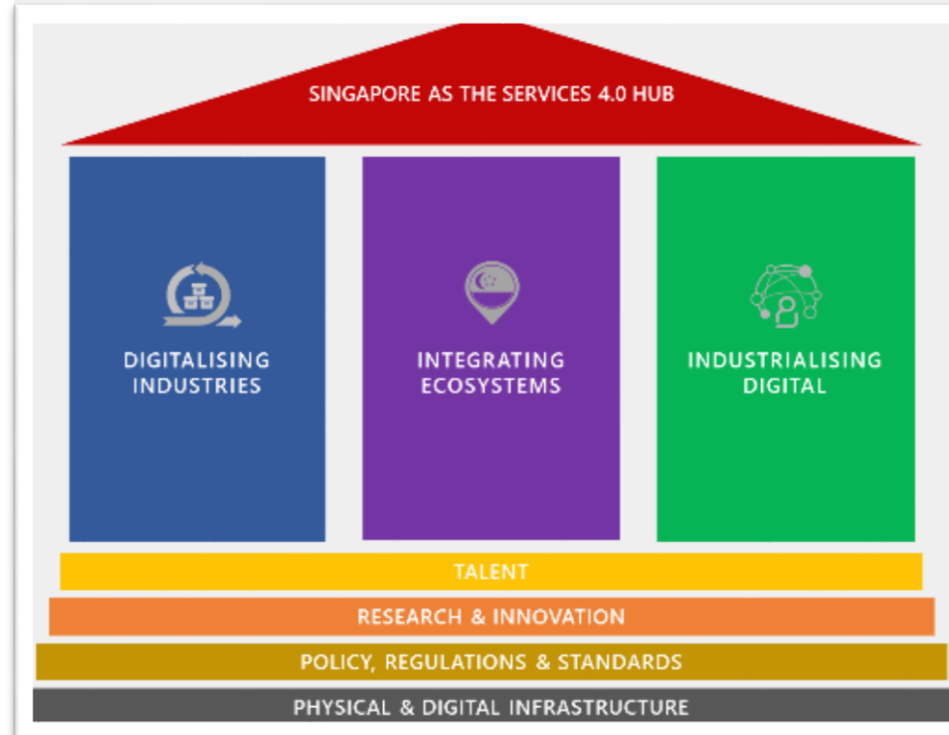 SINGAPORE AS THE SERVICES 4.0 HUB
DIGITALISING
INDUSTRIES
INTEGRATING
ECOSYSTEMS
INDUSTRIALISING
DIGITAL
TALENT
RESEARCH & INNOVATION
POLICY, REGULATIONS & STANDARDS
PHYSICAL & DIGITAL INFRASTRUCTURE